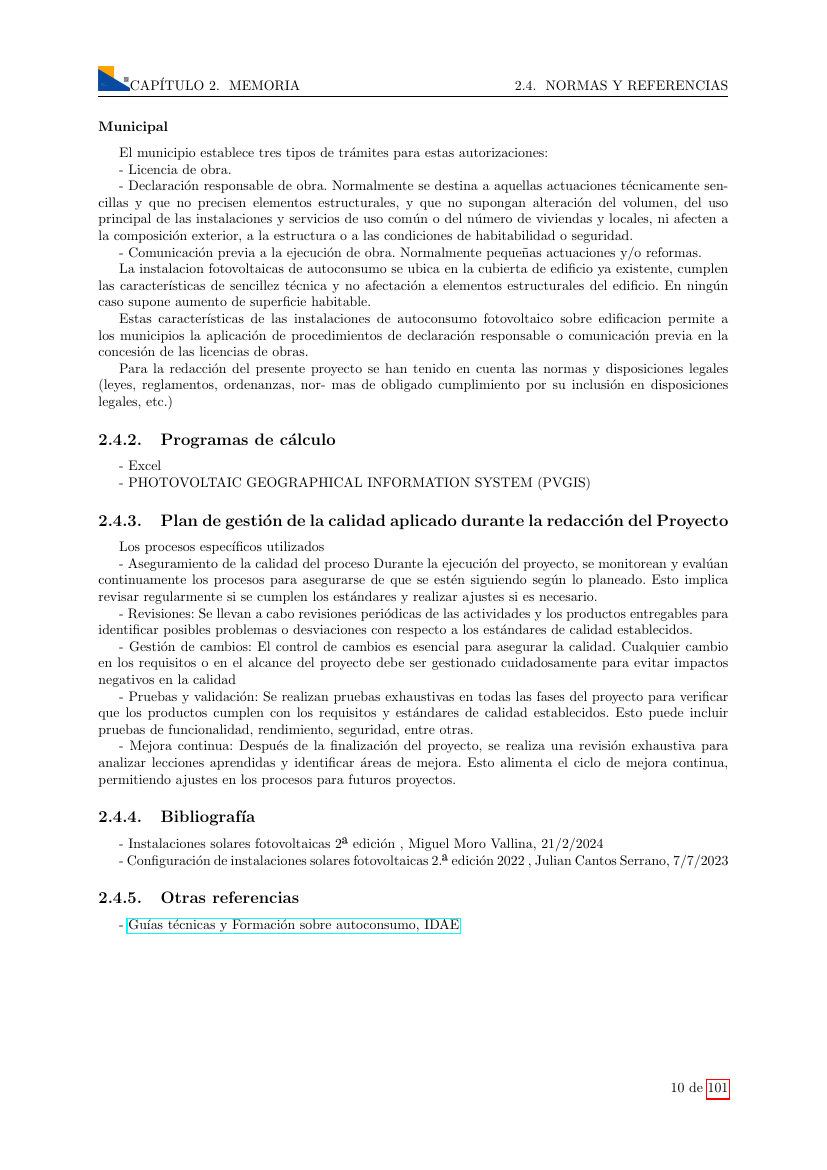 CAPÍTULO 2. MEMORIA 2.4. NORMAS Y REFERENCIAS
Municipal
El municipio establece tres tipos de trámites para estas autorizaciones:
- Licencia de obra.
- Declaración responsable de obra. Normalmente se destina a aquellas actuaciones técnicamente sen-
cillas y que no precisen elementos estructurales, y que no supongan alteración del volumen, del uso
principal de las instalaciones y servicios de uso común o del número de viviendas y locales, ni afecten a
la composición exterior, a la estructura o a las condiciones de habitabilidad o seguridad.
- Comunicación previa a la ejecución de obra. Normalmente pequeñas actuaciones y/o reformas.
La instalacion fotovoltaicas de autoconsumo se ubica en la cubierta de edificio ya existente, cumplen
las características de sencillez técnica y no afectación a elementos estructurales del edificio. En ningún
caso supone aumento de superficie habitable.
Estas características de las instalaciones de autoconsumo fotovoltaico sobre edificacion permite a
los municipios la aplicación de procedimientos de declaración responsable o comunicación previa en la
concesión de las licencias de obras.
Para la redacción del presente proyecto se han tenido en cuenta las normas y disposiciones legales
(leyes, reglamentos, ordenanzas, nor- mas de obligado cumplimiento por su inclusión en disposiciones
legales, etc.)
2.4.2. Programas de cálculo
- Excel
- PHOTOVOLTAIC GEOGRAPHICAL INFORMATION SYSTEM (PVGIS)
2.4.3. Plan de gestión de la calidad aplicado durante la redacción del Proyecto
Los procesos específicos utilizados
- Aseguramiento de la calidad del proceso Durante la ejecución del proyecto, se monitorean y evalúan
continuamente los procesos para asegurarse de que se estén siguiendo según lo planeado. Esto implica
revisar regularmente si se cumplen los estándares y realizar ajustes si es necesario.
- Revisiones: Se llevan a cabo revisiones periódicas de las actividades y los productos entregables para
identificar posibles problemas o desviaciones con respecto a los estándares de calidad establecidos.
- Gestión de cambios: El control de cambios es esencial para asegurar la calidad. Cualquier cambio
en los requisitos o en el alcance del proyecto debe ser gestionado cuidadosamente para evitar impactos
negativos en la calidad
- Pruebas y validación: Se realizan pruebas exhaustivas en todas las fases del proyecto para verificar
que los productos cumplen con los requisitos y estándares de calidad establecidos. Esto puede incluir
pruebas de funcionalidad, rendimiento, seguridad, entre otras.
- Mejora continua: Después de la finalización del proyecto, se realiza una revisión exhaustiva para
analizar lecciones aprendidas y identificar áreas de mejora. Esto alimenta el ciclo de mejora continua,
permitiendo ajustes en los procesos para futuros proyectos.
2.4.4. Bibliografía
- Instalaciones solares fotovoltaicas 2ª edición , Miguel Moro Vallina, 21/2/2024
- Configuración de instalaciones solares fotovoltaicas 2.ª edición 2022 , Julian Cantos Serrano, 7/7/2023
2.4.5. Otras referencias
- Guías técnicas y Formación sobre autoconsumo, IDAE
10 de 101